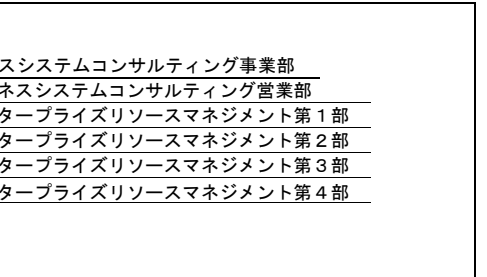 スシステムコンサルティング事業部
ネスシステムコンサルティング営業部
タープライズリソースマネジメント第１部
タープライズリソースマネジメント第２部
タープライズリソースマネジメント第３部
タープライズリソースマネジメント第４部